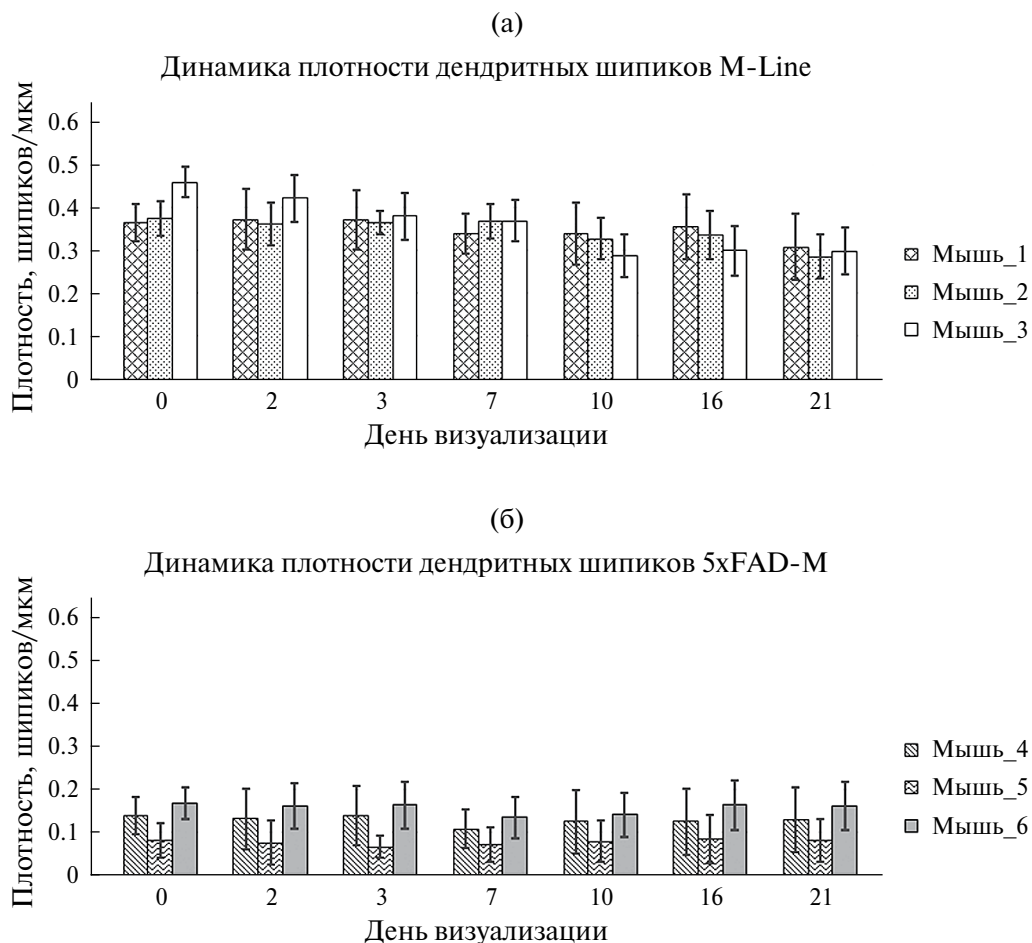 (а)
Динамика плотности дендритных шипиков M-Line
Плотность, шипиков/мкм
0.6
0.5
0.4
0.3
0.2
0.1
0
0 2 3 7 10 16 21
День визуализации
Мышь_1
Мышь_2
Мышь_3
(б)
Динамика плотности дендритных шипиков 5xFAD-M
Плотность, шипиков/мкм
0.6
0.5
0.4
0.3
0.2
0.1
0
0 2 3 7 10 16 21
День визуализации
Мышь_4
Мышь_5
Мышь_6